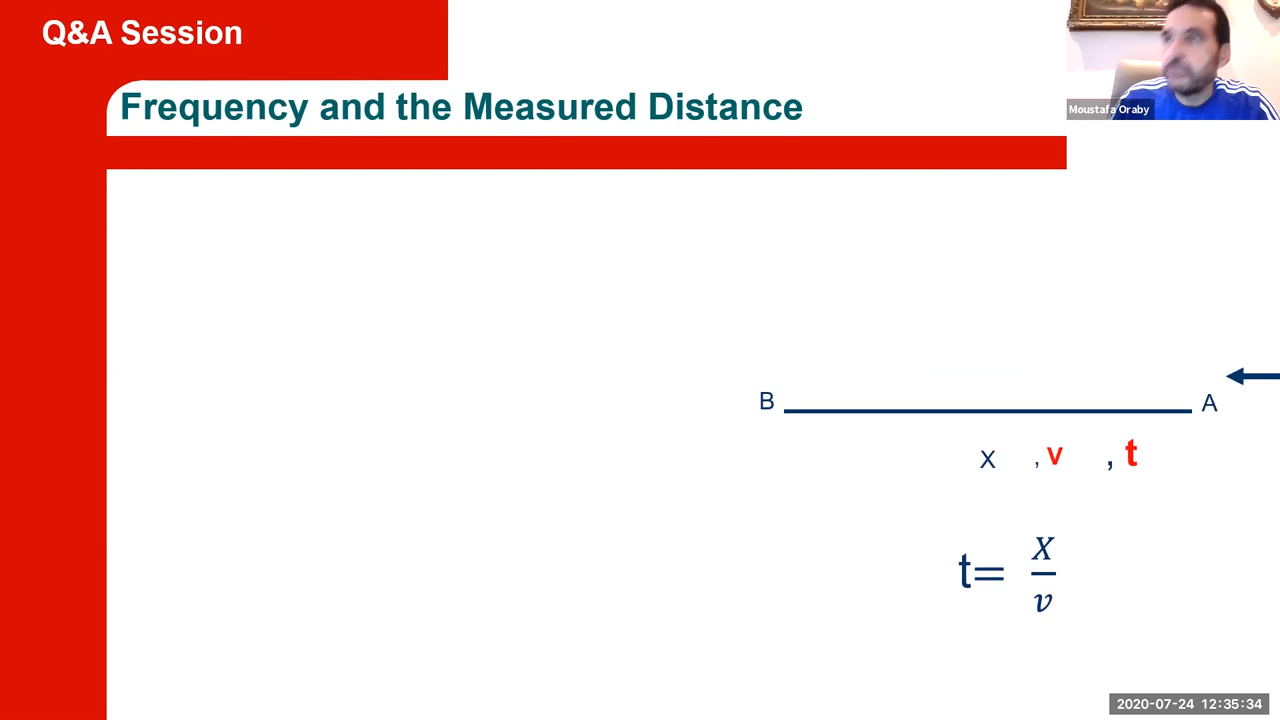 Q&A Session
Frequency and the Measured Distance
Moustafa Oraby
B A
X , v , t
t= X/v
2020-07-24 12:35:34